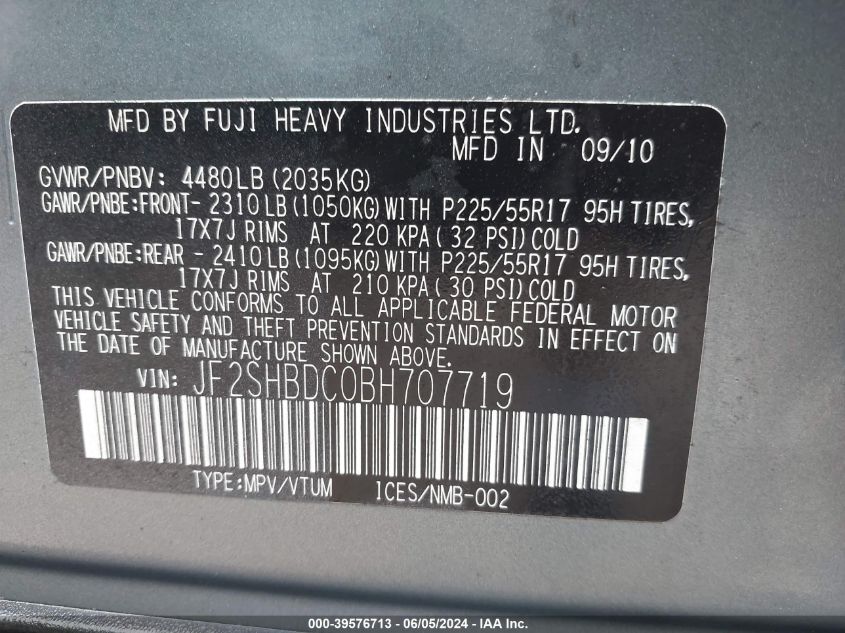 MFD BY FUJI HEAVY INDUSTRIES LTD.
MFD IN 09/10
GVWR/PNBV: 4480LB (2035KG)
GAWR/PNBE:FRONT- 2310LB(1050KG)WITH P225/55R17 95H TIRES,
17X7J RIMS AT 220 KPA( 32 PSI)COLD
GAWR/PNBE:REAR - 2410LB(1095KG)WITH P225/55R17 95H TIRES,
17X7J RIMS AT 210 KPA( 30 PSI)COLD
THIS VEHICLE CONFORMS TO ALL APPLICABLE FEDERAL MOTOR
VEHICLE SAFETY AND THEFT PREVENTION STANDARDS IN EFFECT ON
THE DATE OF MANUFACTURE SHOWN ABOVE.
VIN: JF2SHBDC0BH707719
TYPE:MPV/VTUM ICES/NMB-002
000-39576713 - 06/05/2024 - IAA, Inc.